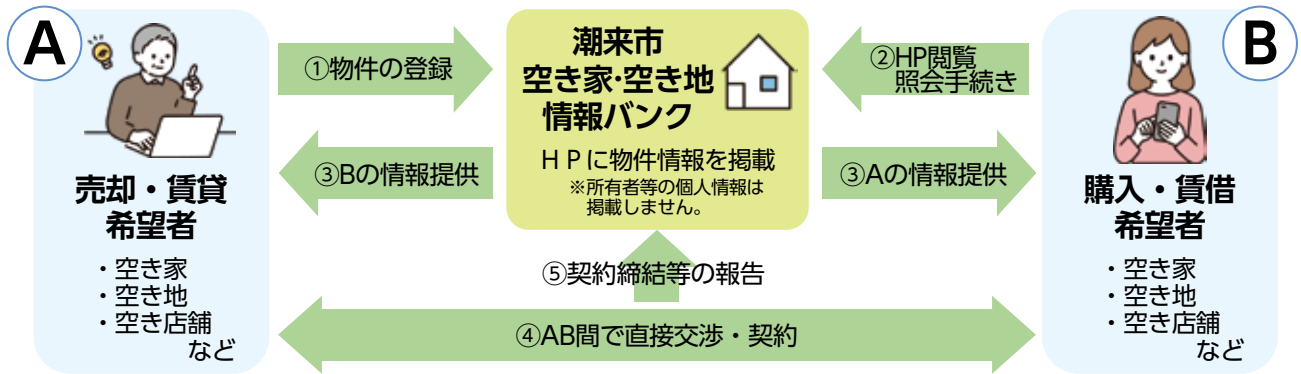 A
売却・賃貸
希望者
・空き家
・空き地
・空き店舗
など
①物件の登録
③Bの情報提供
潮来市
空き家・空き地
情報バンク
ＨＰに物件情報を掲載
※所有者等の個人情報は
掲載しません。
②HP閲覧
照会手続き
③Aの情報提供
⑤契約締結等の報告
④AB間で直接交渉・契約
B
購入・賃借
希望者
・空き家
・空き地
・空き店舗
など